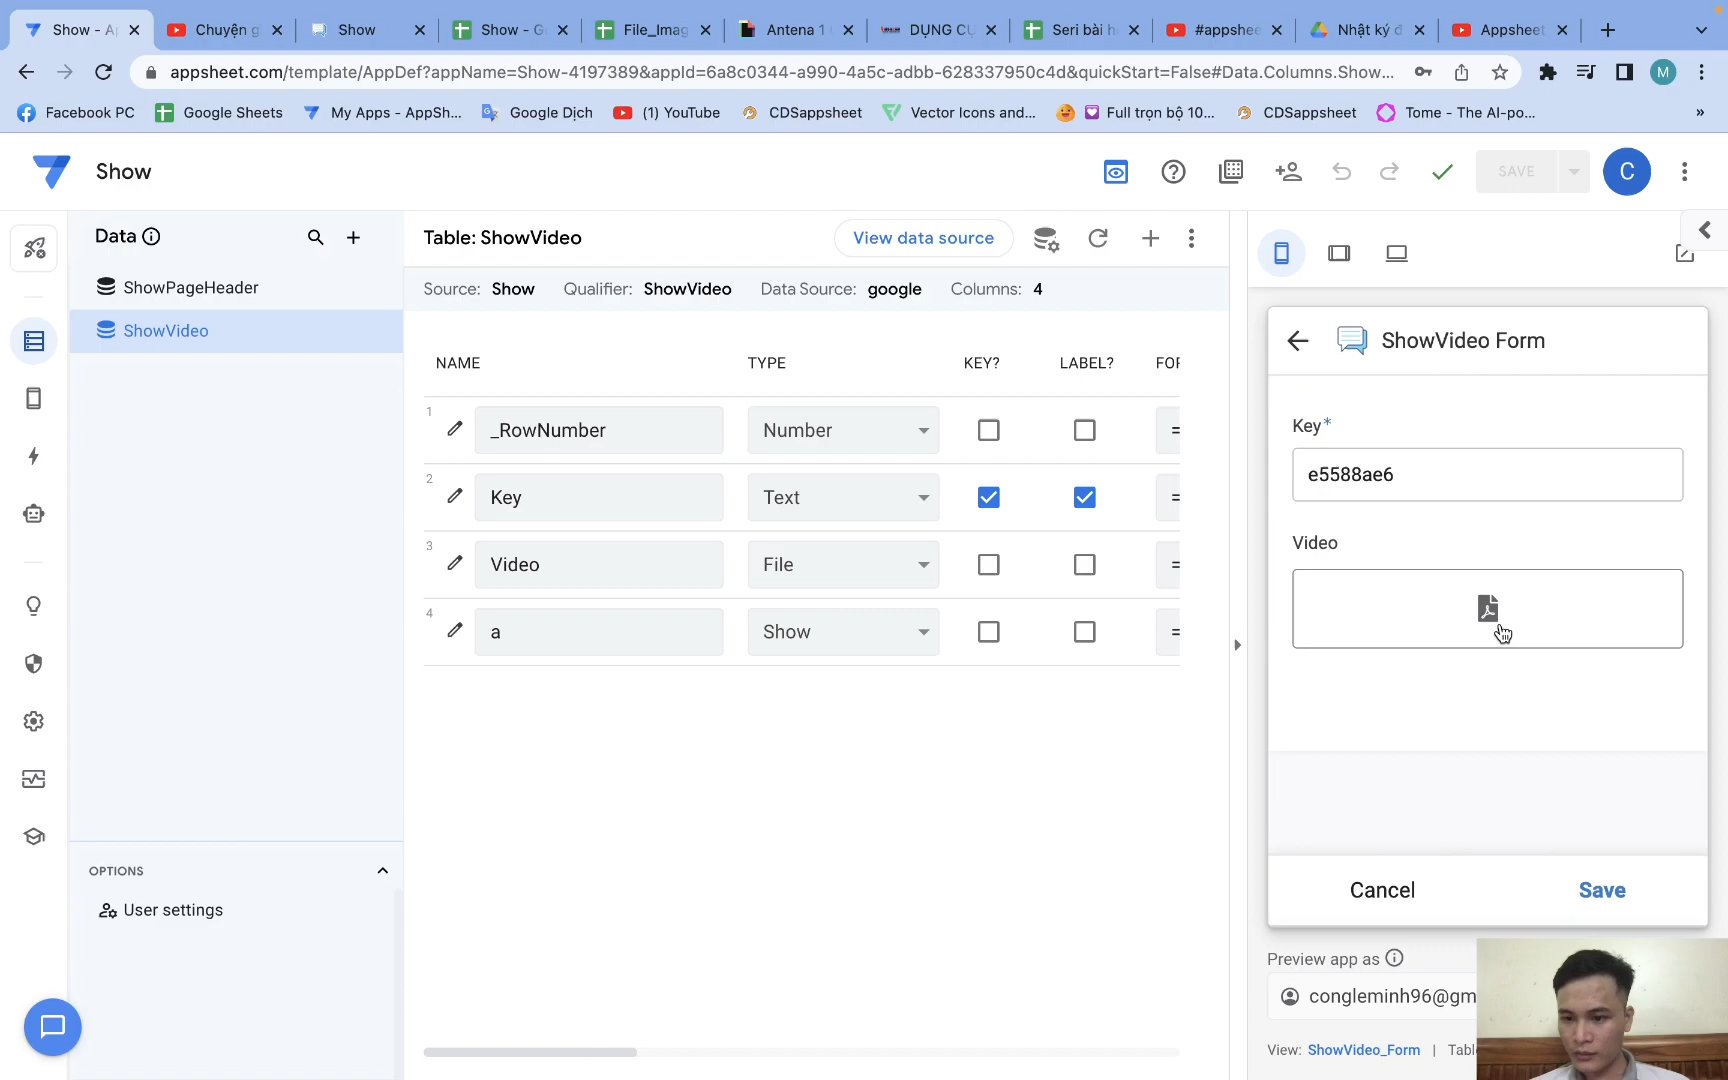 Show - A
Chuyện g
Show
Show - G
File_Imag
Antena 1
DỤNG CỤ
Seri bài h
#appshee
Nhật ký đ
Appsheet
appsheet.com/template/AppDef?appName=Show-4197389&appId=6a8c0344-a990-4a5c-adbb-628337950c4d&quickStart=False#Data.Columns.Show...
M
Facebook PC
Google Sheets
My Apps - AppSh...
Google Dịch
(1) YouTube
CDSappsheet
Vector Icons and...
Full trọn bộ 10...
CDSappsheet
Tome - The AI-po...
»
Show
SAVE
C
Data
ShowPageHeader
ShowVideo
Table: ShowVideo
View data source
Source: Show Qualifier: ShowVideo Data Source: google Columns: 4
NAME TYPE KEY? LABEL? FOR
1 _RowNumber Number =
2 Key Text =
3 Video File =
4 a Show =
OPTIONS
User settings
ShowVideo Form
Key*
e5588ae6
Video
Cancel Save
Preview app as
congleminh96@gm
View: ShowVideo_Form | Tabl